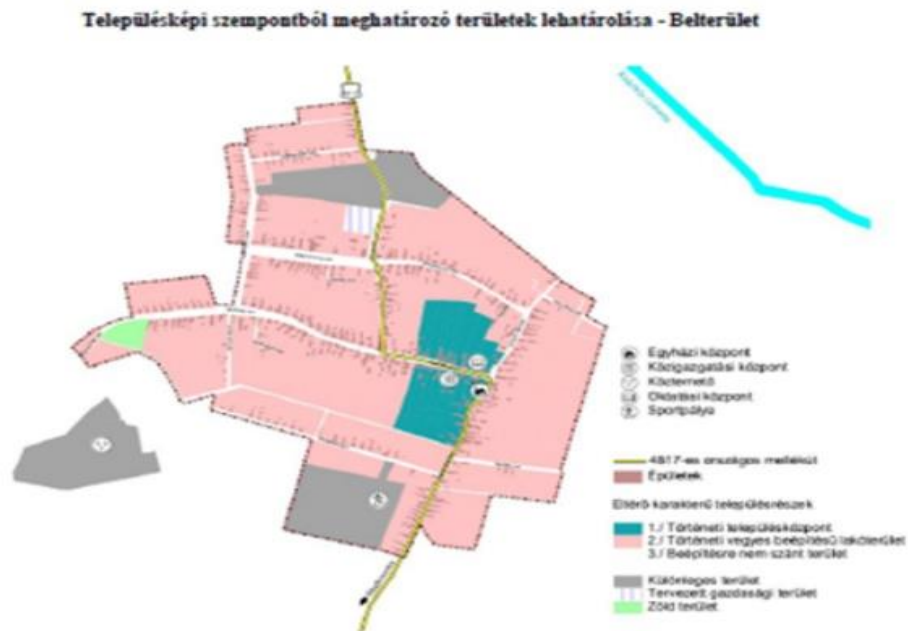 Településképi szempontból meghatározó területek lehatárolása - Belterület
Egyházi központ
Közigazgatási központ
Köztemető
Oktatási központ
Sportpálya
4817-es országos mellékút
Épületek
Eltérő karakterű településrészek
1./ Történeti településközpont
2./ Történeti vegyes beépítésű lakóterület
3./ Beépítésre nem szánt terület
Különleges terület
Tervezett gazdasági terület
Zöld terület